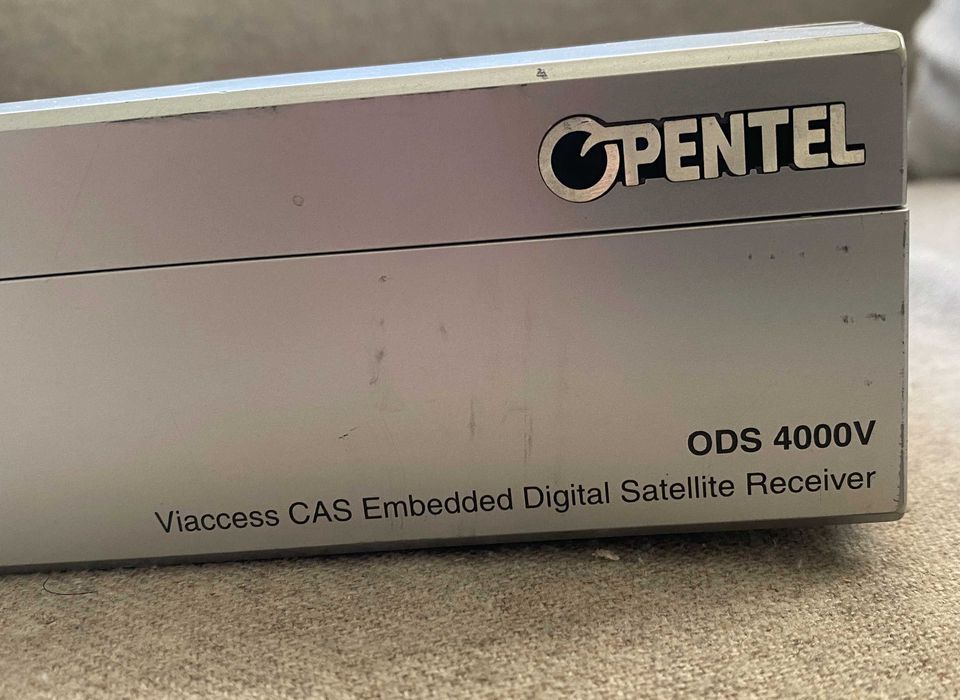 OPENTEL
ODS 4000V
Viaccess CAS Embedded Digital Satellite Receiver